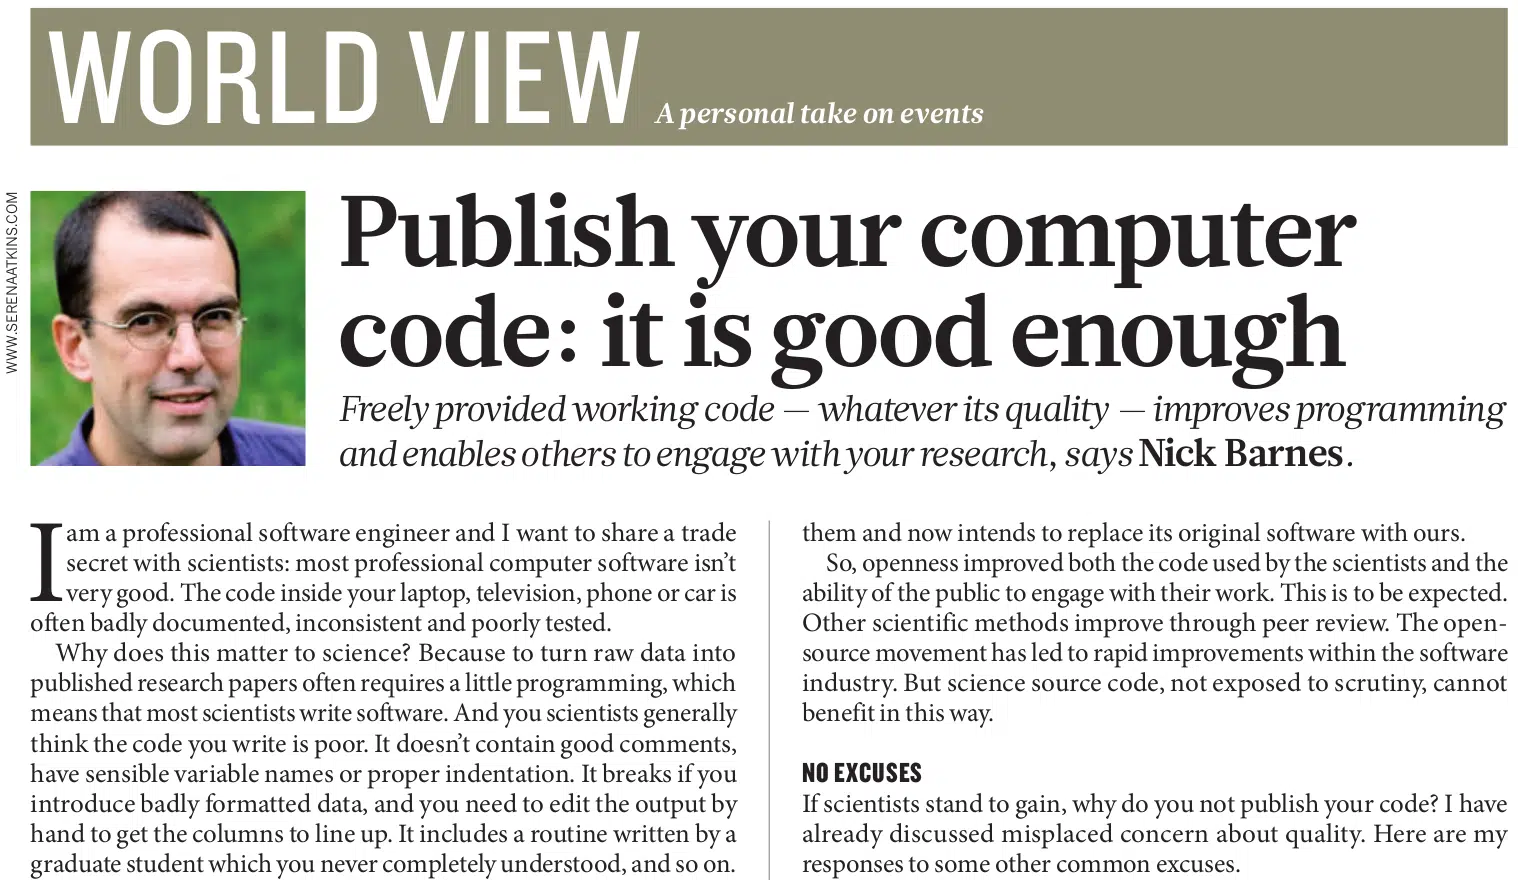 WORLD VIEW A personal take on events
WWW.SERENAATKINS.COM
Publish your computer
code: it is good enough
Freely provided working code — whatever its quality — improves programming
and enables others to engage with your research, says Nick Barnes.
I am a professional software engineer and I want to share a trade
secret with scientists: most professional computer software isn't
very good. The code inside your laptop, television, phone or car is
often badly documented, inconsistent and poorly tested.
Why does this matter to science? Because to turn raw data into
published research papers often requires a little programming, which
means that most scientists write software. And you scientists generally
think the code you write is poor. It doesn't contain good comments,
have sensible variable names or proper indentation. It breaks if you
introduce badly formatted data, and you need to edit the output by
hand to get the columns to line up. It includes a routine written by a
graduate student which you never completely understood, and so on.
them and now intends to replace its original software with ours.
So, openness improved both the code used by the scientists and the
ability of the public to engage with their work. This is to be expected.
Other scientific methods improve through peer review. The open-
source movement has led to rapid improvements within the software
industry. But science source code, not exposed to scrutiny, cannot
benefit in this way.
NO EXCUSES
If scientists stand to gain, why do you not publish your code? I have
already discussed misplaced concern about quality. Here are my
responses to some other common excuses.